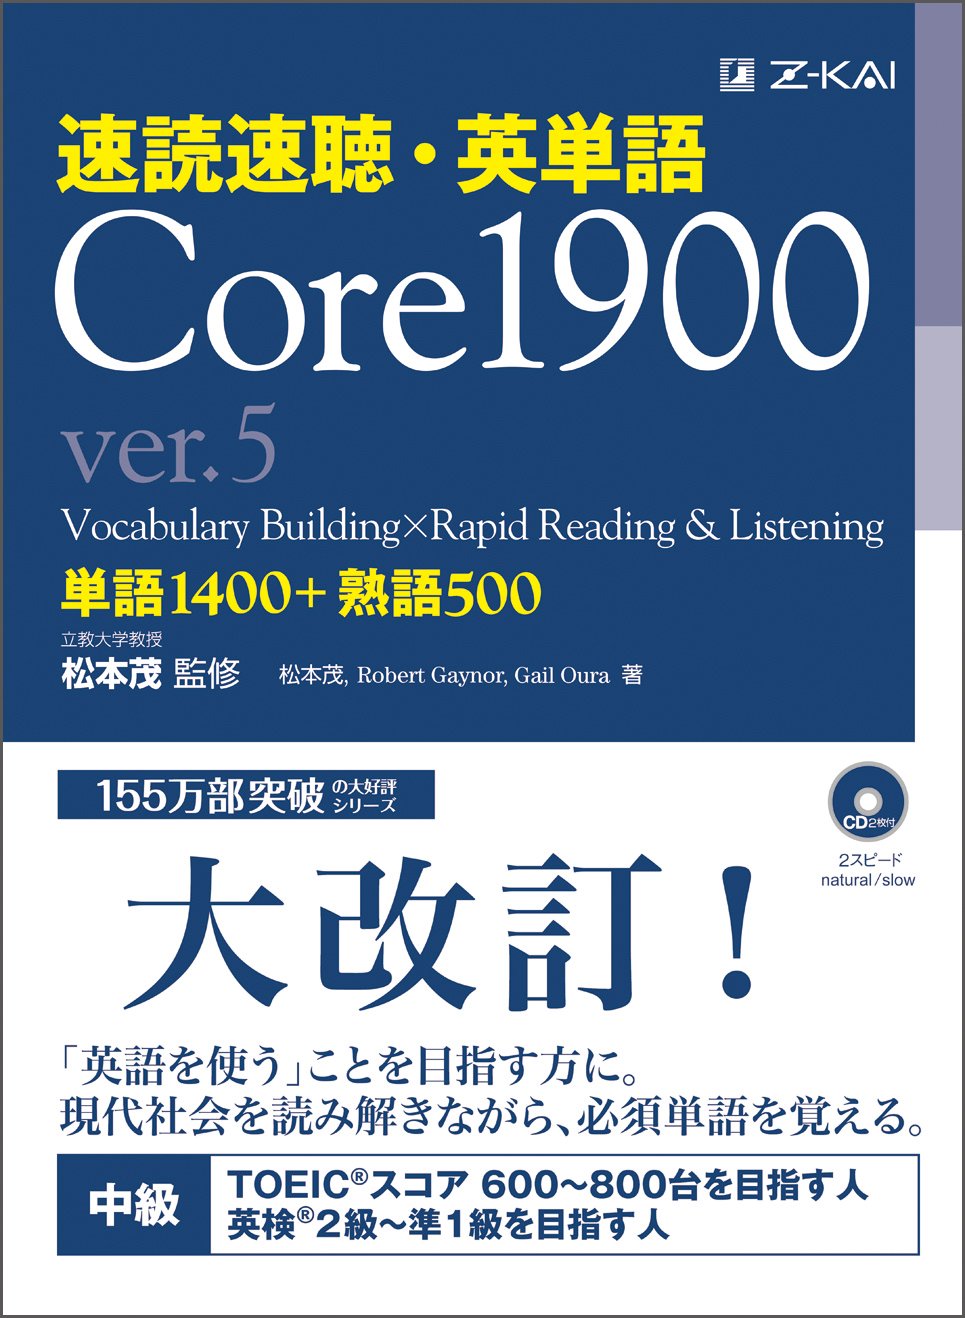 Z-KAI
速読速聴・英単語
Core1900
ver.5
Vocabulary Building×Rapid Reading & Listening
単語1400+熟語500
立教大学教授
松本茂 監修 松本茂, Robert Gaynor, Gail Oura 著
155万部突破の大好評シリーズ
CD2枚付
2スピード
natural/slow
大改訂！
「英語を使う」ことを目指す方に。
現代社会を読み解きながら、必須単語を覚える。
中級
TOEIC®スコア 600〜800台を目指す人
英検®2級〜準1級を目指す人